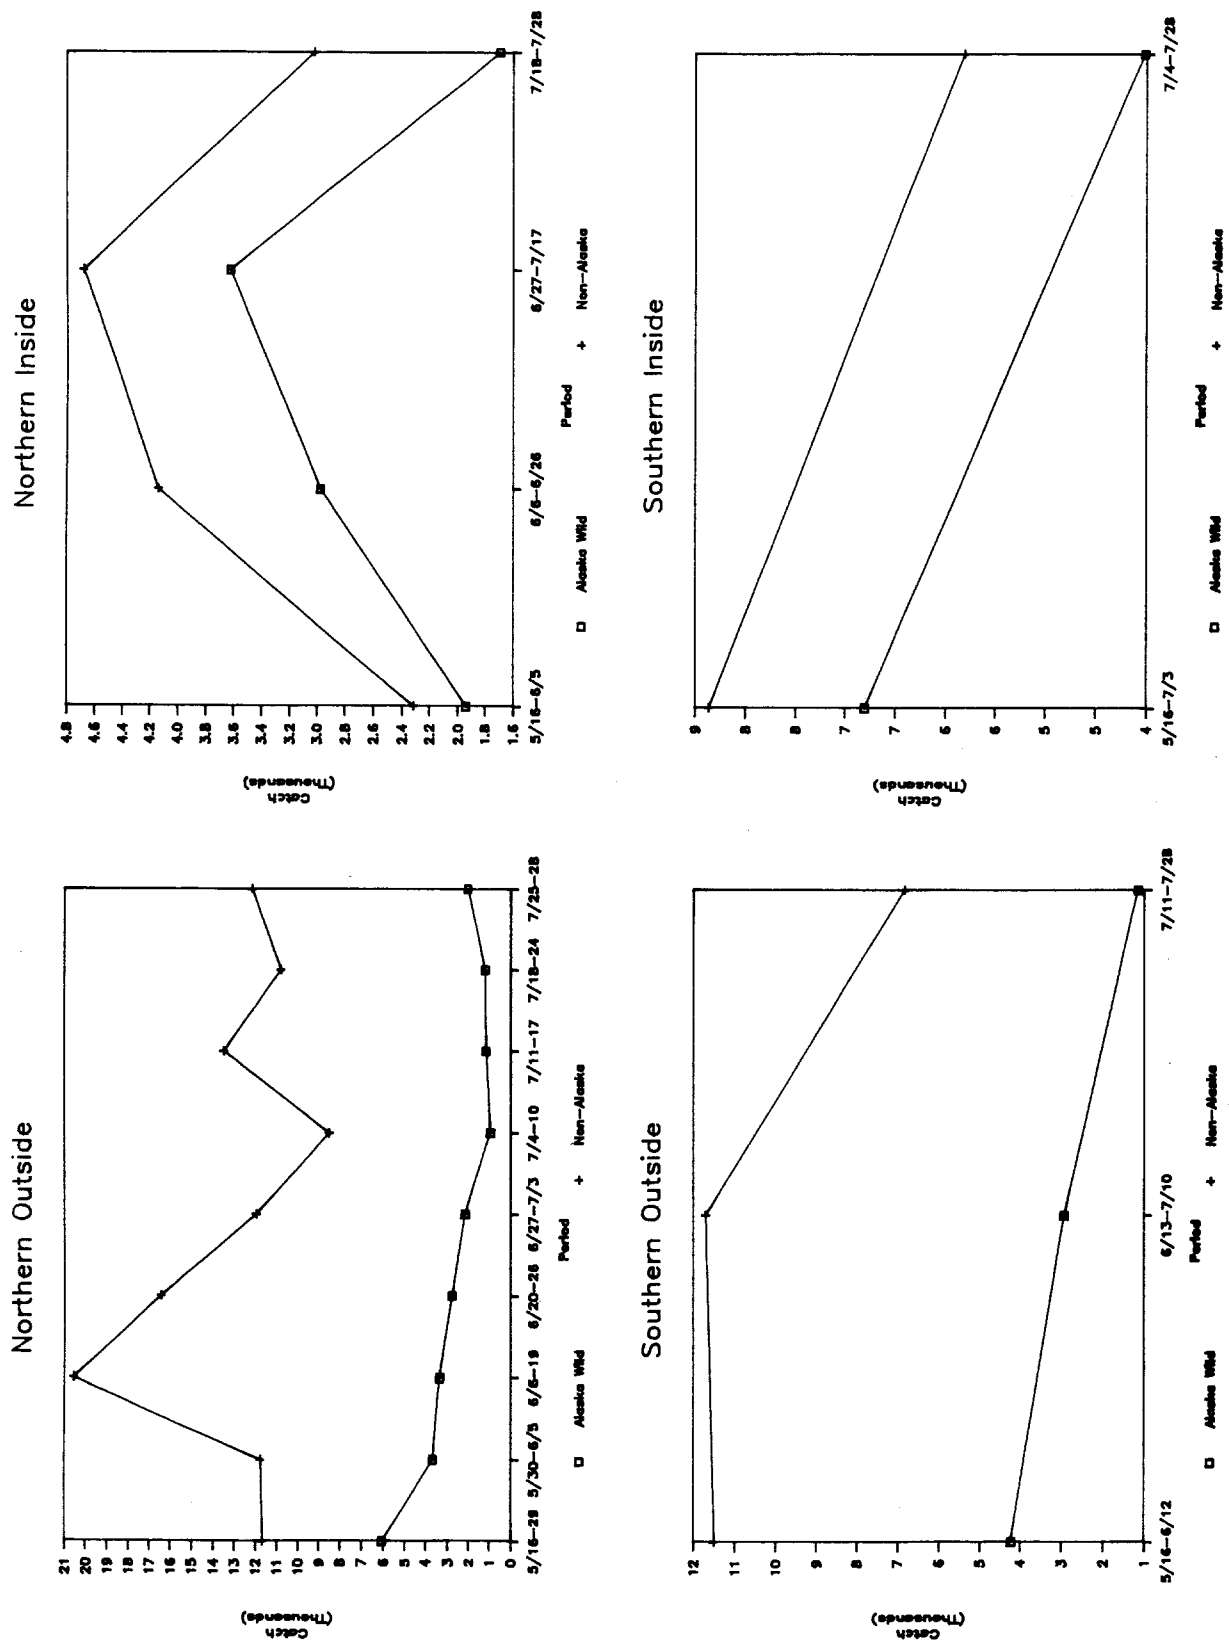 Northern Outside
Catch
(Thousands)
21
20
19
18
17
16
15
14
13
12
11
10
9
8
7
6
5
4
3
2
1
0
5/16-29 5/30-6/5 6/6-19 6/20-26 6/27-7/3 7/4-10 7/11-17 7/18-24 7/25-28
Period
Alaska Wild + Non-Alaska
Northern Inside
Catch
(Thousands)
4.8
4.6
4.4
4.2
4.0
3.8
3.6
3.4
3.2
3.0
2.8
2.6
2.4
2.2
2.0
1.8
1.6
5/16-6/5 6/6-6/26 6/27-7/17 7/18-7/28
Period
Alaska Wild + Non-Alaska
Southern Outside
Catch
(Thousands)
12
11
10
9
8
7
6
5
4
3
2
1
5/16-6/12 6/13-7/10 7/11-7/28
Period
Alaska Wild + Non-Alaska
Southern Inside
Catch
(Thousands)
9
8
8
7
7
6
6
5
5
4
5/16-7/3 7/4-7/28
Period
Alaska Wild + Non-Alaska